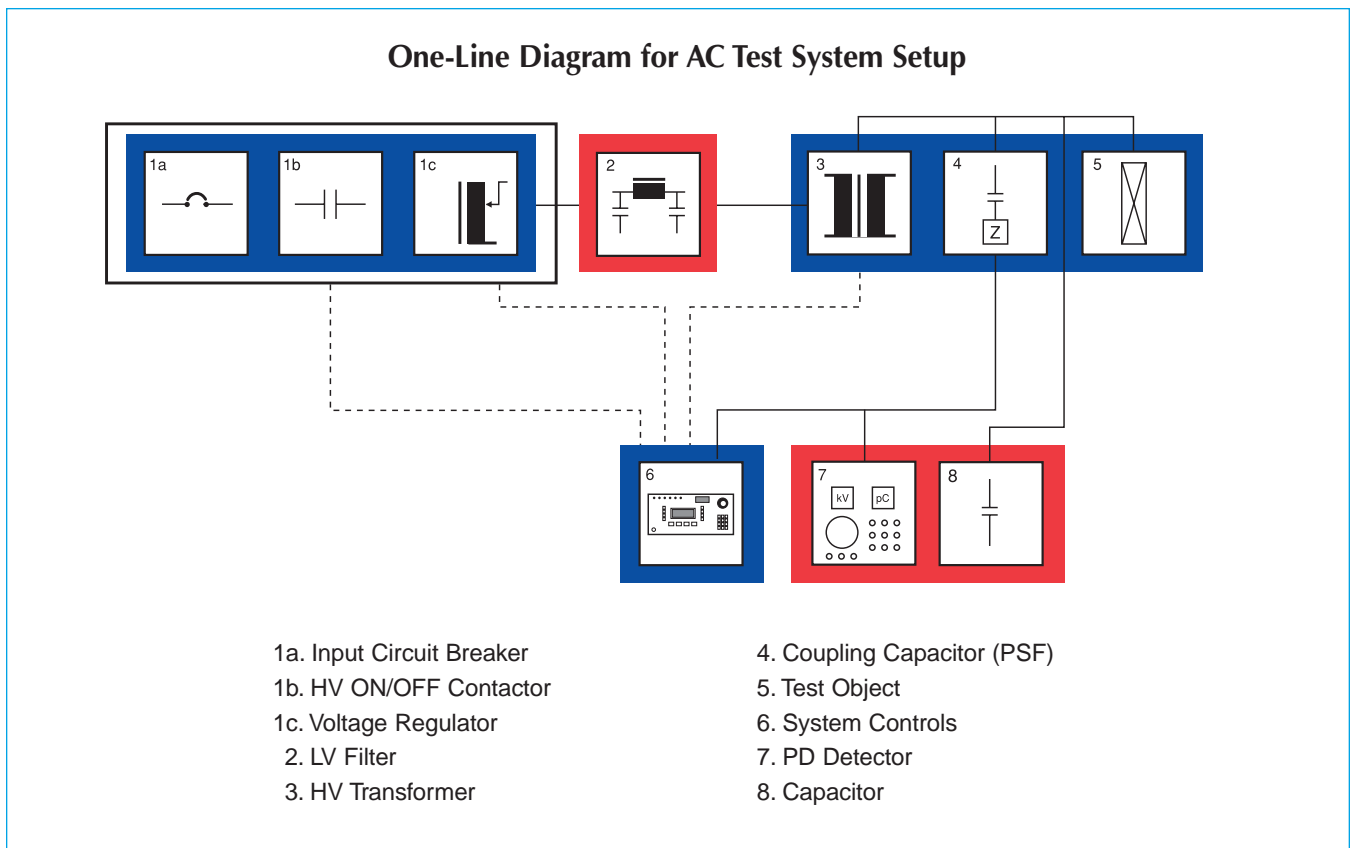 One-Line Diagram for AC Test System Setup
1a
1b
1c
2
3
4
5
Z
6
7
8
kV
pC
1a. Input Circuit Breaker
1b. HV ON/OFF Contactor
1c. Voltage Regulator
2. LV Filter
3. HV Transformer
4. Coupling Capacitor (PSF)
5. Test Object
6. System Controls
7. PD Detector
8. Capacitor